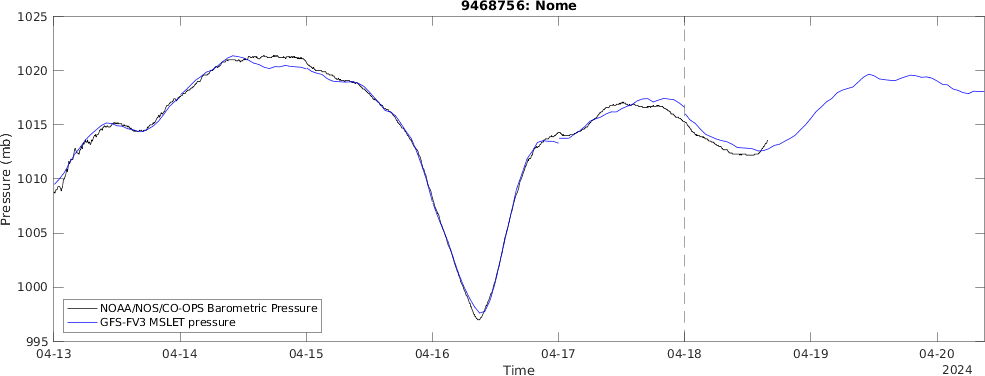 9468756: Nome
1025
1020
1015
1010
1005
1000
995
Pressure (mb)
NOAA/NOS/CO-OPS Barometric Pressure
GFS-FV3 MSLET pressure
04-13 04-14 04-15 04-16 04-17 04-18 04-19 04-20
Time
2024